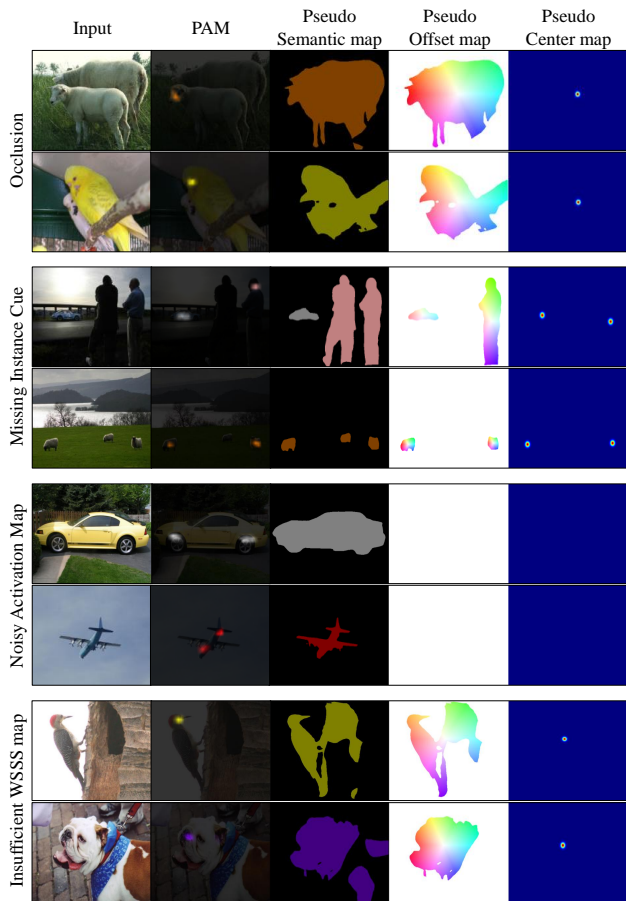 Input
PAM
Pseudo
Semantic map
Pseudo
Offset map
Pseudo
Center map
Occlusion
Missing Instance Cue
Noisy Activation Map
Insufficient WSSS map